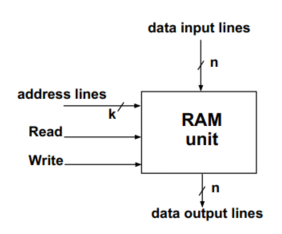 data input lines
n
address lines
k
Read
Write
RAM
unit
n
data output lines